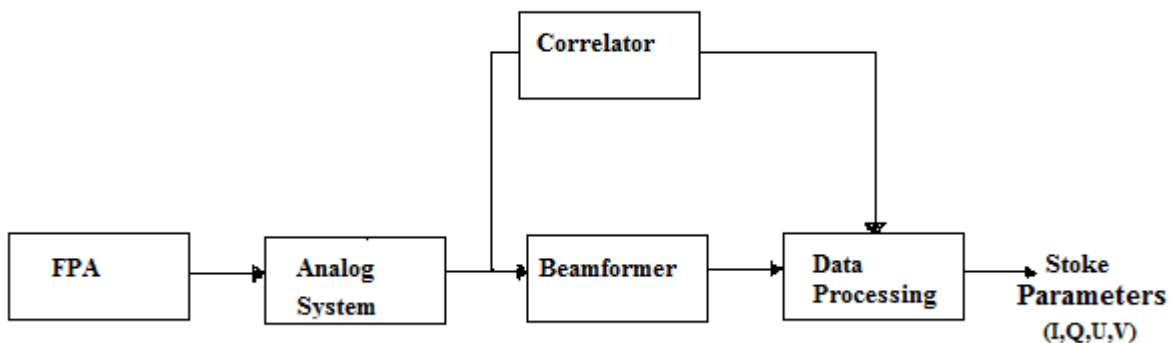 Correlator
FPA
Analog
System
Beamformer
Data
Processing
Stoke
Parameters
(I,Q,U,V)